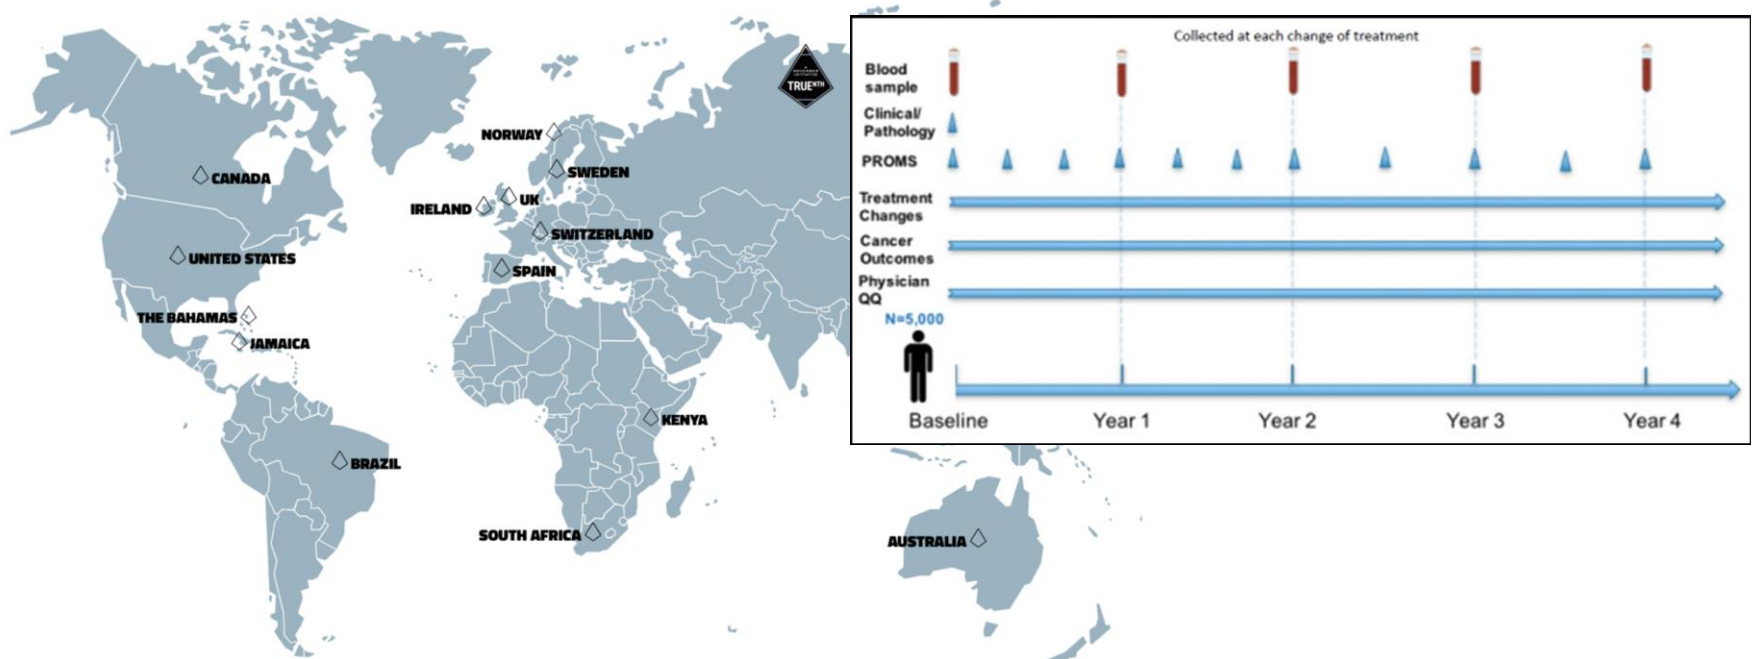 A
MOVEMBER
INITIATIVE
TRUENTH
NORWAY
SWEDEN
CANADA
UK
IRELAND
SWITZERLAND
UNITED STATES
SPAIN
THE BAHAMAS
JAMAICA
KENYA
BRAZIL
SOUTH AFRICA
AUSTRALIA
Collected at each change of treatment
Blood
sample
Clinical/
Pathology
PROMS
Treatment
Changes
Cancer
Outcomes
Physician
QQ
N=5,000
Baseline
Year 1
Year 2
Year 3
Year 4